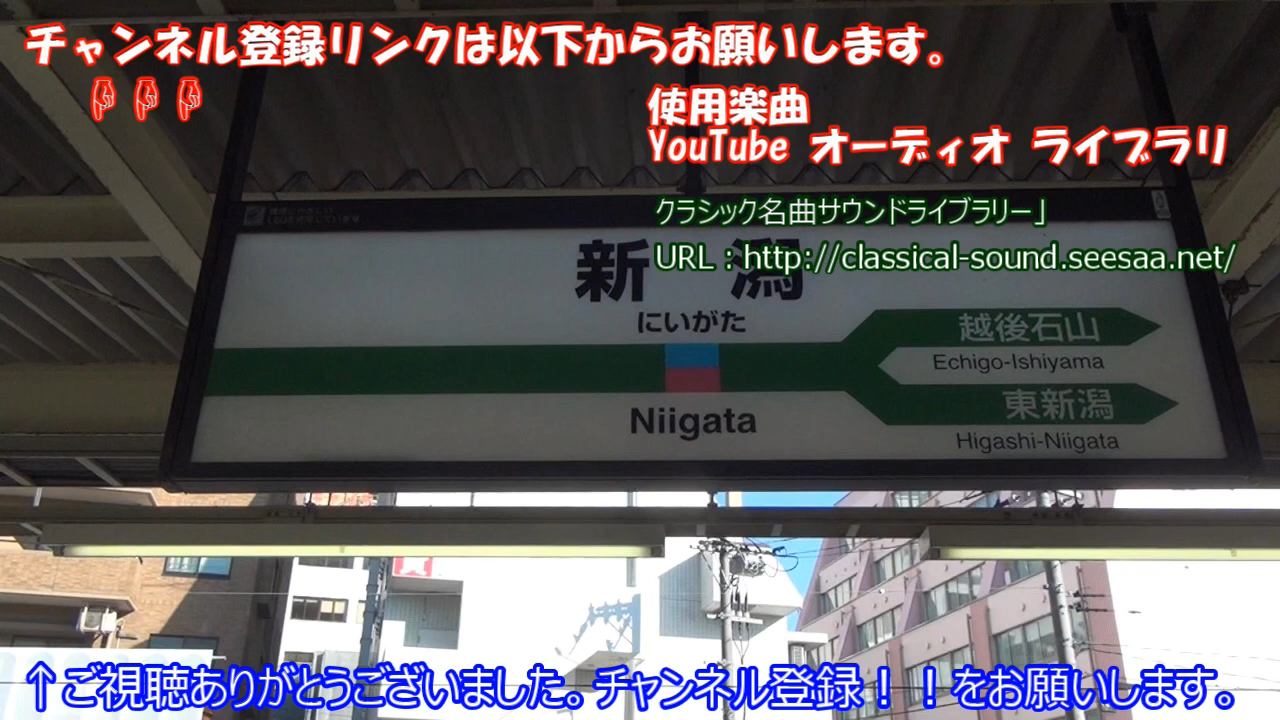 チャンネル登録リンクは以下からお願いします。
☟☟☟
使用楽曲
YouTube オーディオ ライブラリ
クラシック名曲サウンドライブラリー」
URL：http://classical-sound.seesaa.net/
新潟
にいがた
越後石山
Echigo-Ishiyama
東新潟
Niigata
Higashi-Niigata
↑ご視聴ありがとうございました。チャンネル登録！！をお願いします。